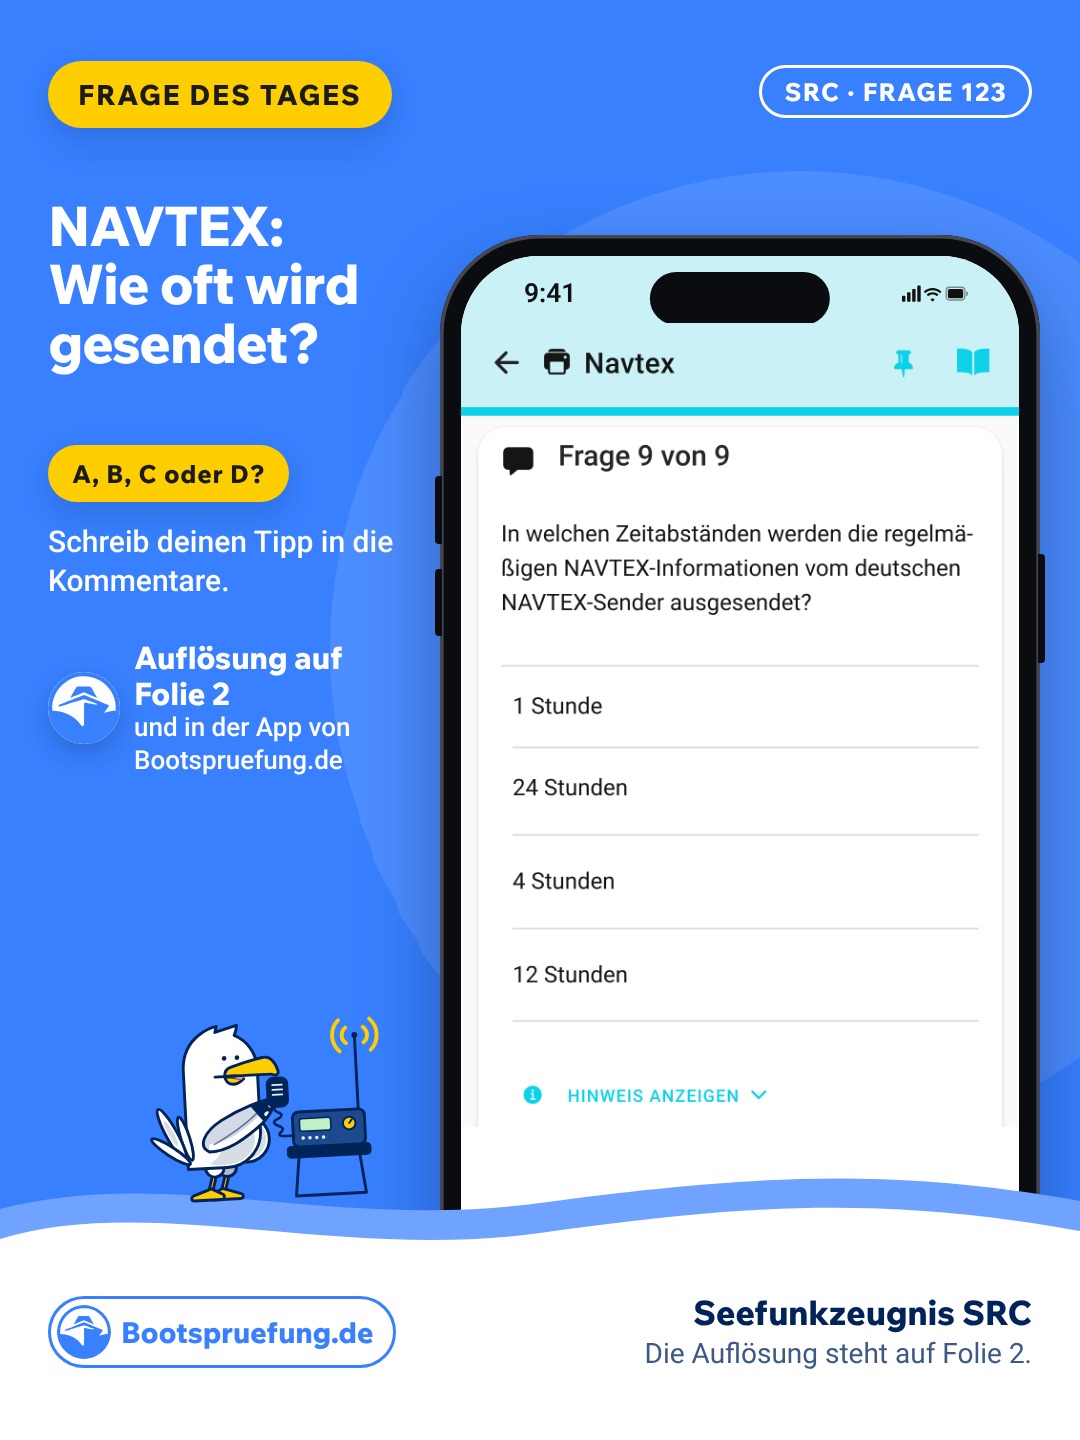 FRAGE DES TAGES
SRC · FRAGE 123
NAVTEX:
Wie oft wird
gesendet?
A, B, C oder D?
Schreib deinen Tipp in die
Kommentare.
Auflösung auf
Folie 2
und in der App von
Bootspruefung.de
9:41
Navtex
Frage 9 von 9
In welchen Zeitabständen werden die regelmä-
ßigen NAVTEX-Informationen vom deutschen
NAVTEX-Sender ausgesendet?
1 Stunde
24 Stunden
4 Stunden
12 Stunden
HINWEIS ANZEIGEN
Bootspruefung.de
Seefunkzeugnis SRC
Die Auflösung steht auf Folie 2.